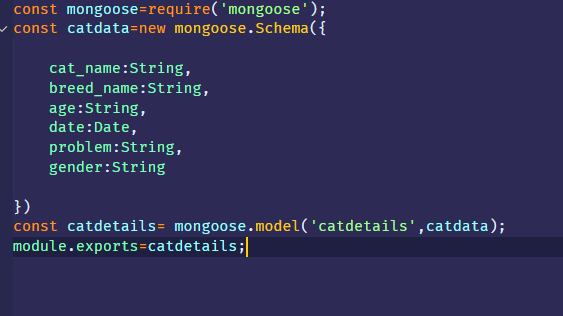 const mongoose=require('mongoose');
const catdata=new mongoose.Schema({
cat_name:String,
breed_name:String,
age:String,
date:Date,
problem:String,
gender:String
})
const catdetails= mongoose.model('catdetails',catdata);
module.exports=catdetails;